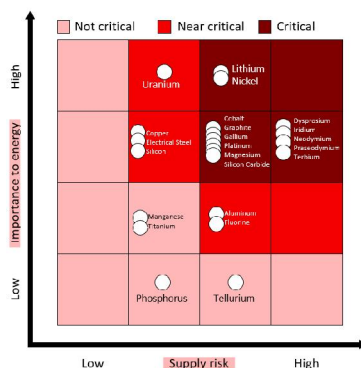 Not critical
Near critical
Critical
High
Importance to energy
Low
Uranium
Lithium
Nickel
Copper
Electrical Steel
Silicon
Cobalt
Graphite
Gallium
Platinum
Magnesium
Silicon Carbide
Dysprosium
Iridium
Neodymium
Praseodymium
Terbium
Manganese
Titanium
Aluminum
Fluorine
Phosphorus
Tellurium
Low
Supply risk
High